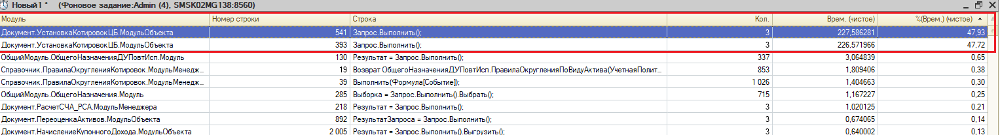 Новый1 * (Фоновое задание:Admin (4), SMSK02MG138:8560)
Модуль Номер строки Строка Кол. Врем. (чистое) %(Врем.) (чистое)
Документ.УстановкаКотировокЦБ.МодульОбъекта 541 Запрос.Выполнить(); 3 227,586281 47,93
Документ.УстановкаКотировокЦБ.МодульОбъекта 393 Запрос.Выполнить(); 3 226,571966 47,72
ОбщийМодуль.ОбщегоНазначенияДУПовтИсп.Модуль 130 Результат = Запрос.Выполнить(); 337 3,064839 0,65
Справочник.ПравилаОкругленияКотировок.МодульМенедж... 19 Возврат ОбщегоНазначенияДУПовтИсп.ПравилаОкругленияПоВидуАктива(УчетнаяПолит... 853 1,809406 0,38
Справочник.ПравилаОкругленияКотировок.МодульМенедж... 39 Выполнить(Формула[Событие]); 1 026 1,404663 0,30
ОбщийМодуль.ОбщегоНазначения.Модуль 285 Выборка = Запрос.Выполнить().Выбрать(); 715 1,167227 0,25
Документ.РасчетСЧА_РСА.МодульМенеджера 218 Результат = Запрос.Выполнить(); 3 1,020125 0,21
Документ.ПереоценкаАктивов.МодульОбъекта 892 РезультатЗапроса = Запрос.Выполнить(); 3 0,674065 0,14
Документ.НачислениеКупонногоДохода.МодульОбъекта 2 005 Результат = Запрос.Выполнить().Выгрузить(); 3 0,640002 0,13